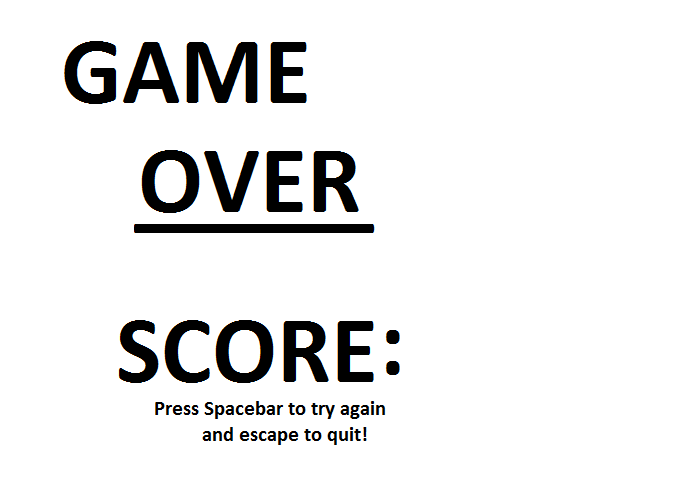 GAME
OVER
SCORE:
Press Spacebar to try again
and escape to quit!